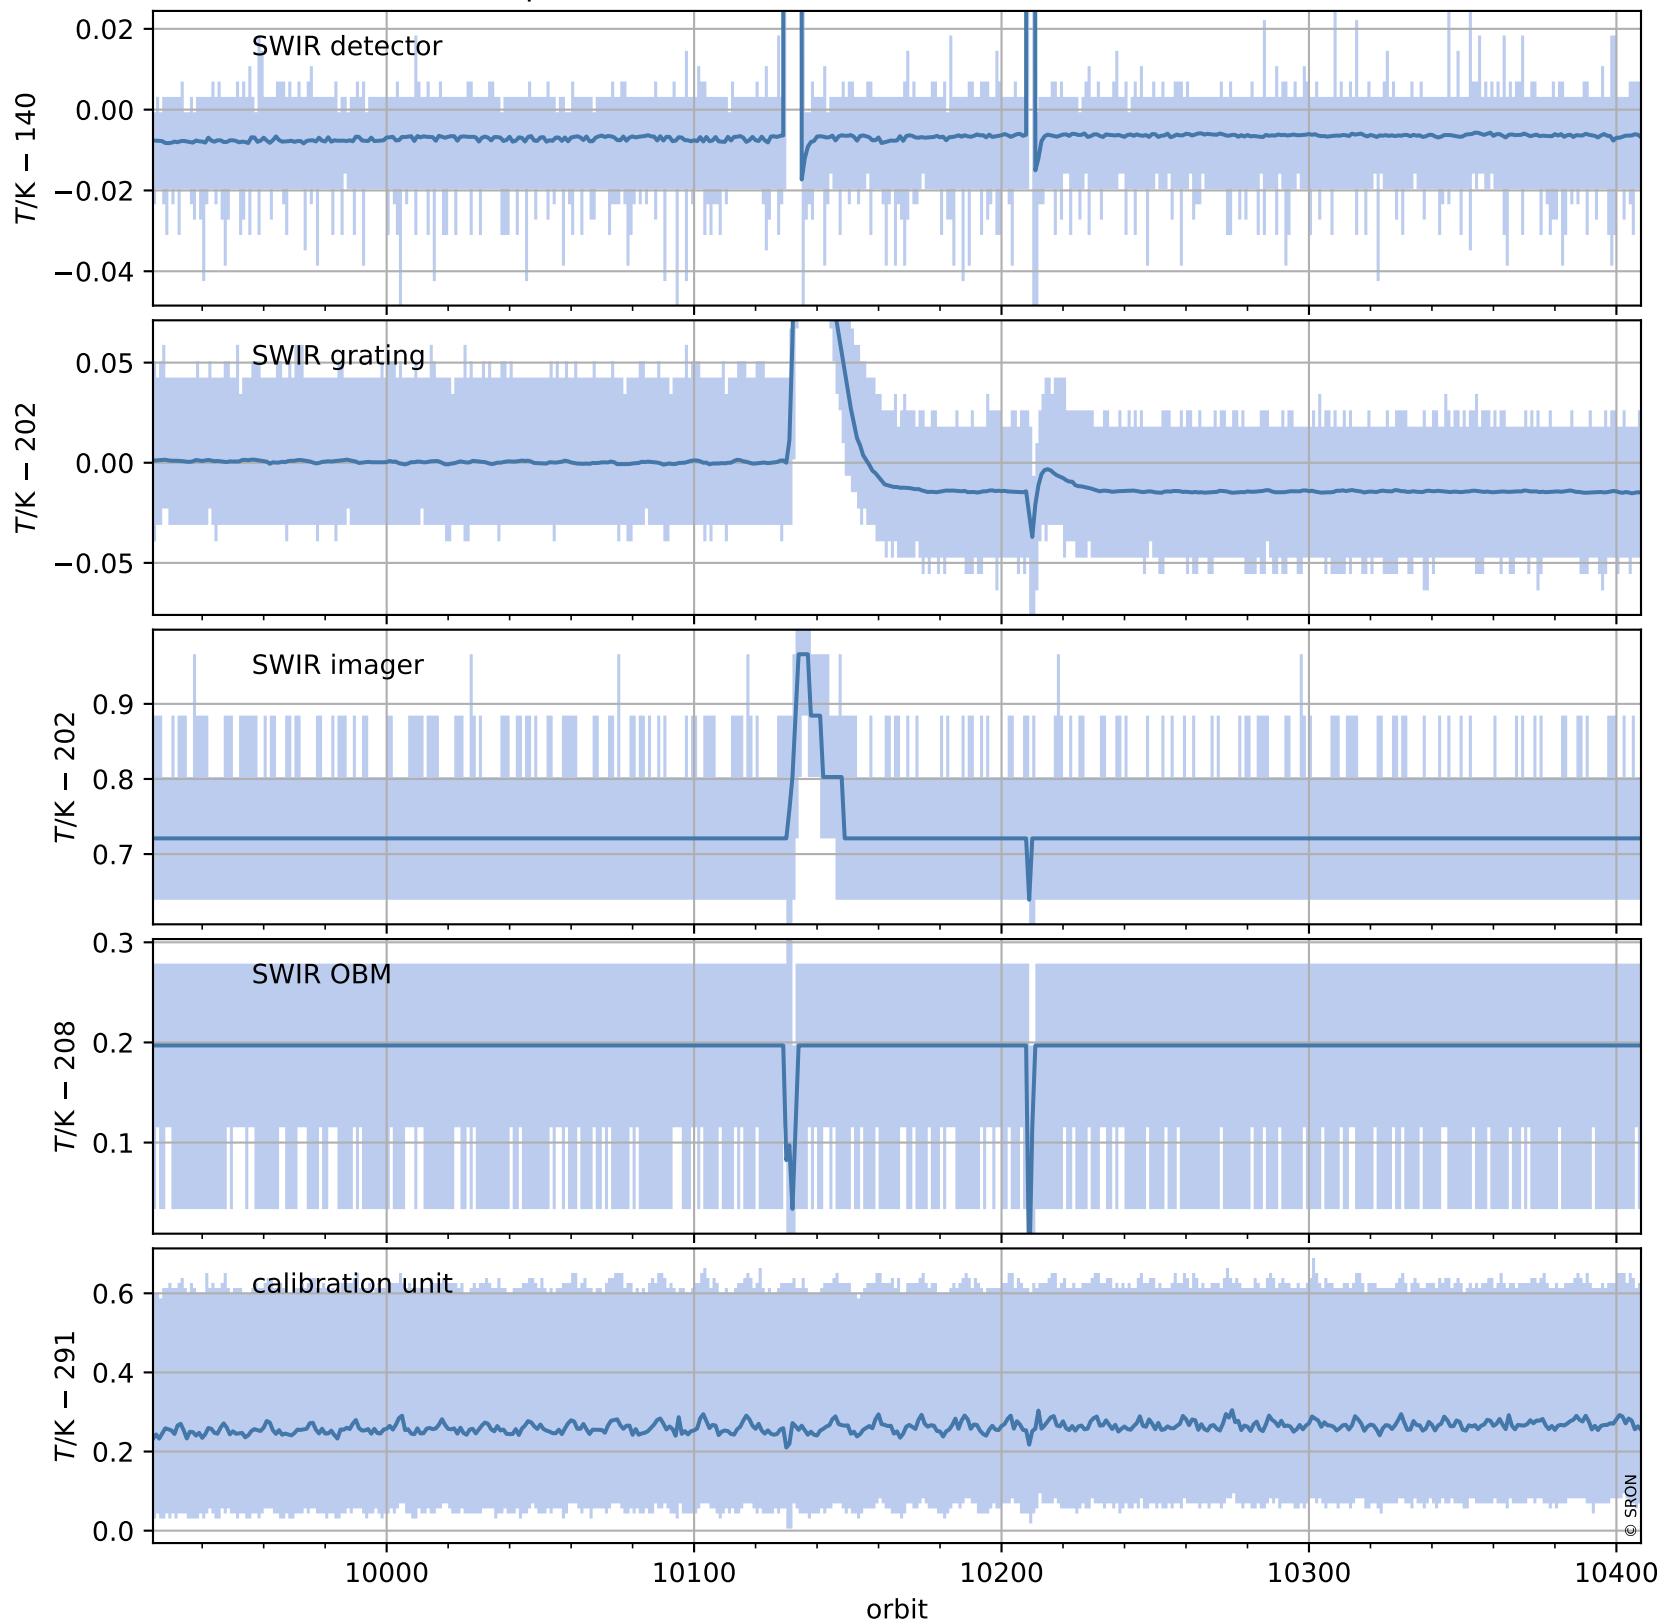 0.02
0.00
−0.02
−0.04
T/K − 140
SWIR detector
0.05
0.00
−0.05
T/K − 202
SWIR grating
0.9
0.8
0.7
T/K − 202
SWIR imager
0.3
0.2
0.1
T/K − 208
SWIR OBM
0.6
0.4
0.2
0.0
T/K − 291
calibration unit
© SRON
10000 10100 10200 10300 10400
orbit